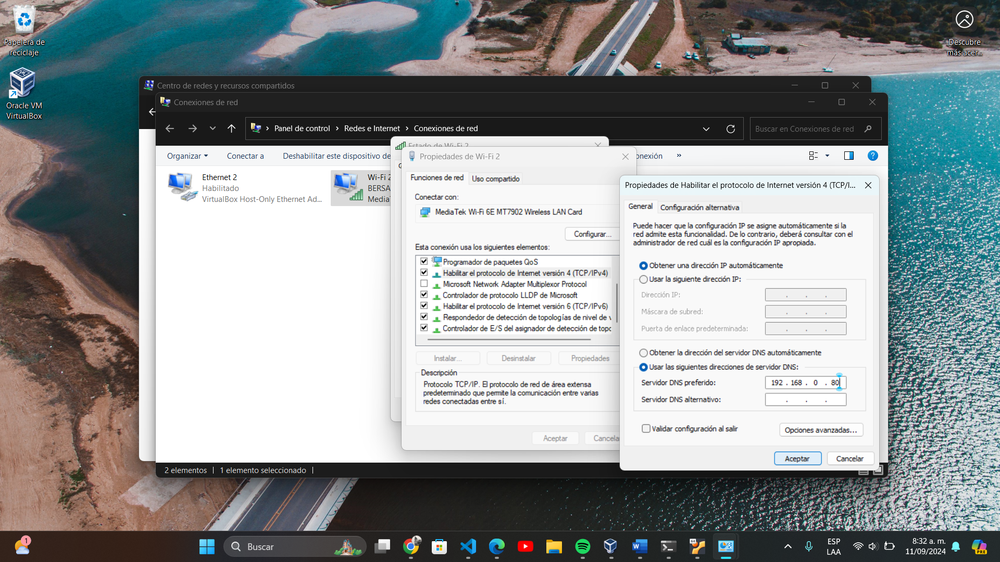 Papelera de
reciclaje
Oracle VM
VirtualBox
Descubre
más acer...
Centro de redes y recursos compartidos
Conexiones de red
Panel de control > Redes e Internet > Conexiones de red
Buscar en Conexiones de red
Organizar
Conectar a
Deshabilitar este dispositivo de
onexión
»
Ethernet 2
Habilitado
VirtualBox Host-Only Ethernet Ad...
Wi-Fi 2
BERSA
Media
Estado de Wi-Fi 2
Propiedades de Wi-Fi 2
Funciones de red
Uso compartido
Conectar con:
MediaTek Wi-Fi 6E MT7902 Wireless LAN Card
Configurar...
Esta conexión usa los siguientes elementos:
Programador de paquetes QoS
Habilitar el protocolo de Internet versión 4 (TCP/IPv4)
Microsoft Network Adapter Multiplexor Protocol
Controlador de protocolo LLDP de Microsoft
Habilitar el protocolo de Internet versión 6 (TCP/IPv6)
Respondedor de detección de topologías de nivel de v
Controlador de E/S del asignador de detección de topo
Instalar...
Desinstalar
Propiedades
Descripción
Protocolo TCP/IP. El protocolo de red de área extensa
predeterminado que permite la comunicación entre varias
redes conectadas entre sí.
Aceptar
Cancela
Propiedades de Habilitar el protocolo de Internet versión 4 (TCP/I...
General
Configuración alternativa
Puede hacer que la configuración IP se asigne automáticamente si la
red admite esta funcionalidad. De lo contrario, deberá consultar con el
administrador de red cuál es la configuración IP apropiada.
Obtener una dirección IP automáticamente
Usar la siguiente dirección IP:
Dirección IP:
. . .
Máscara de subred:
. . .
Puerta de enlace predeterminada:
. . .
Obtener la dirección del servidor DNS automáticamente
Usar las siguientes direcciones de servidor DNS:
Servidor DNS preferido:
192 . 168 . 0 . 80
Servidor DNS alternativo:
. . .
Validar configuración al salir
Opciones avanzadas...
Aceptar
Cancelar
2 elementos
1 elemento seleccionado
1
Buscar
64
ESP
LAA
8:32 a. m.
11/09/2024
PRE